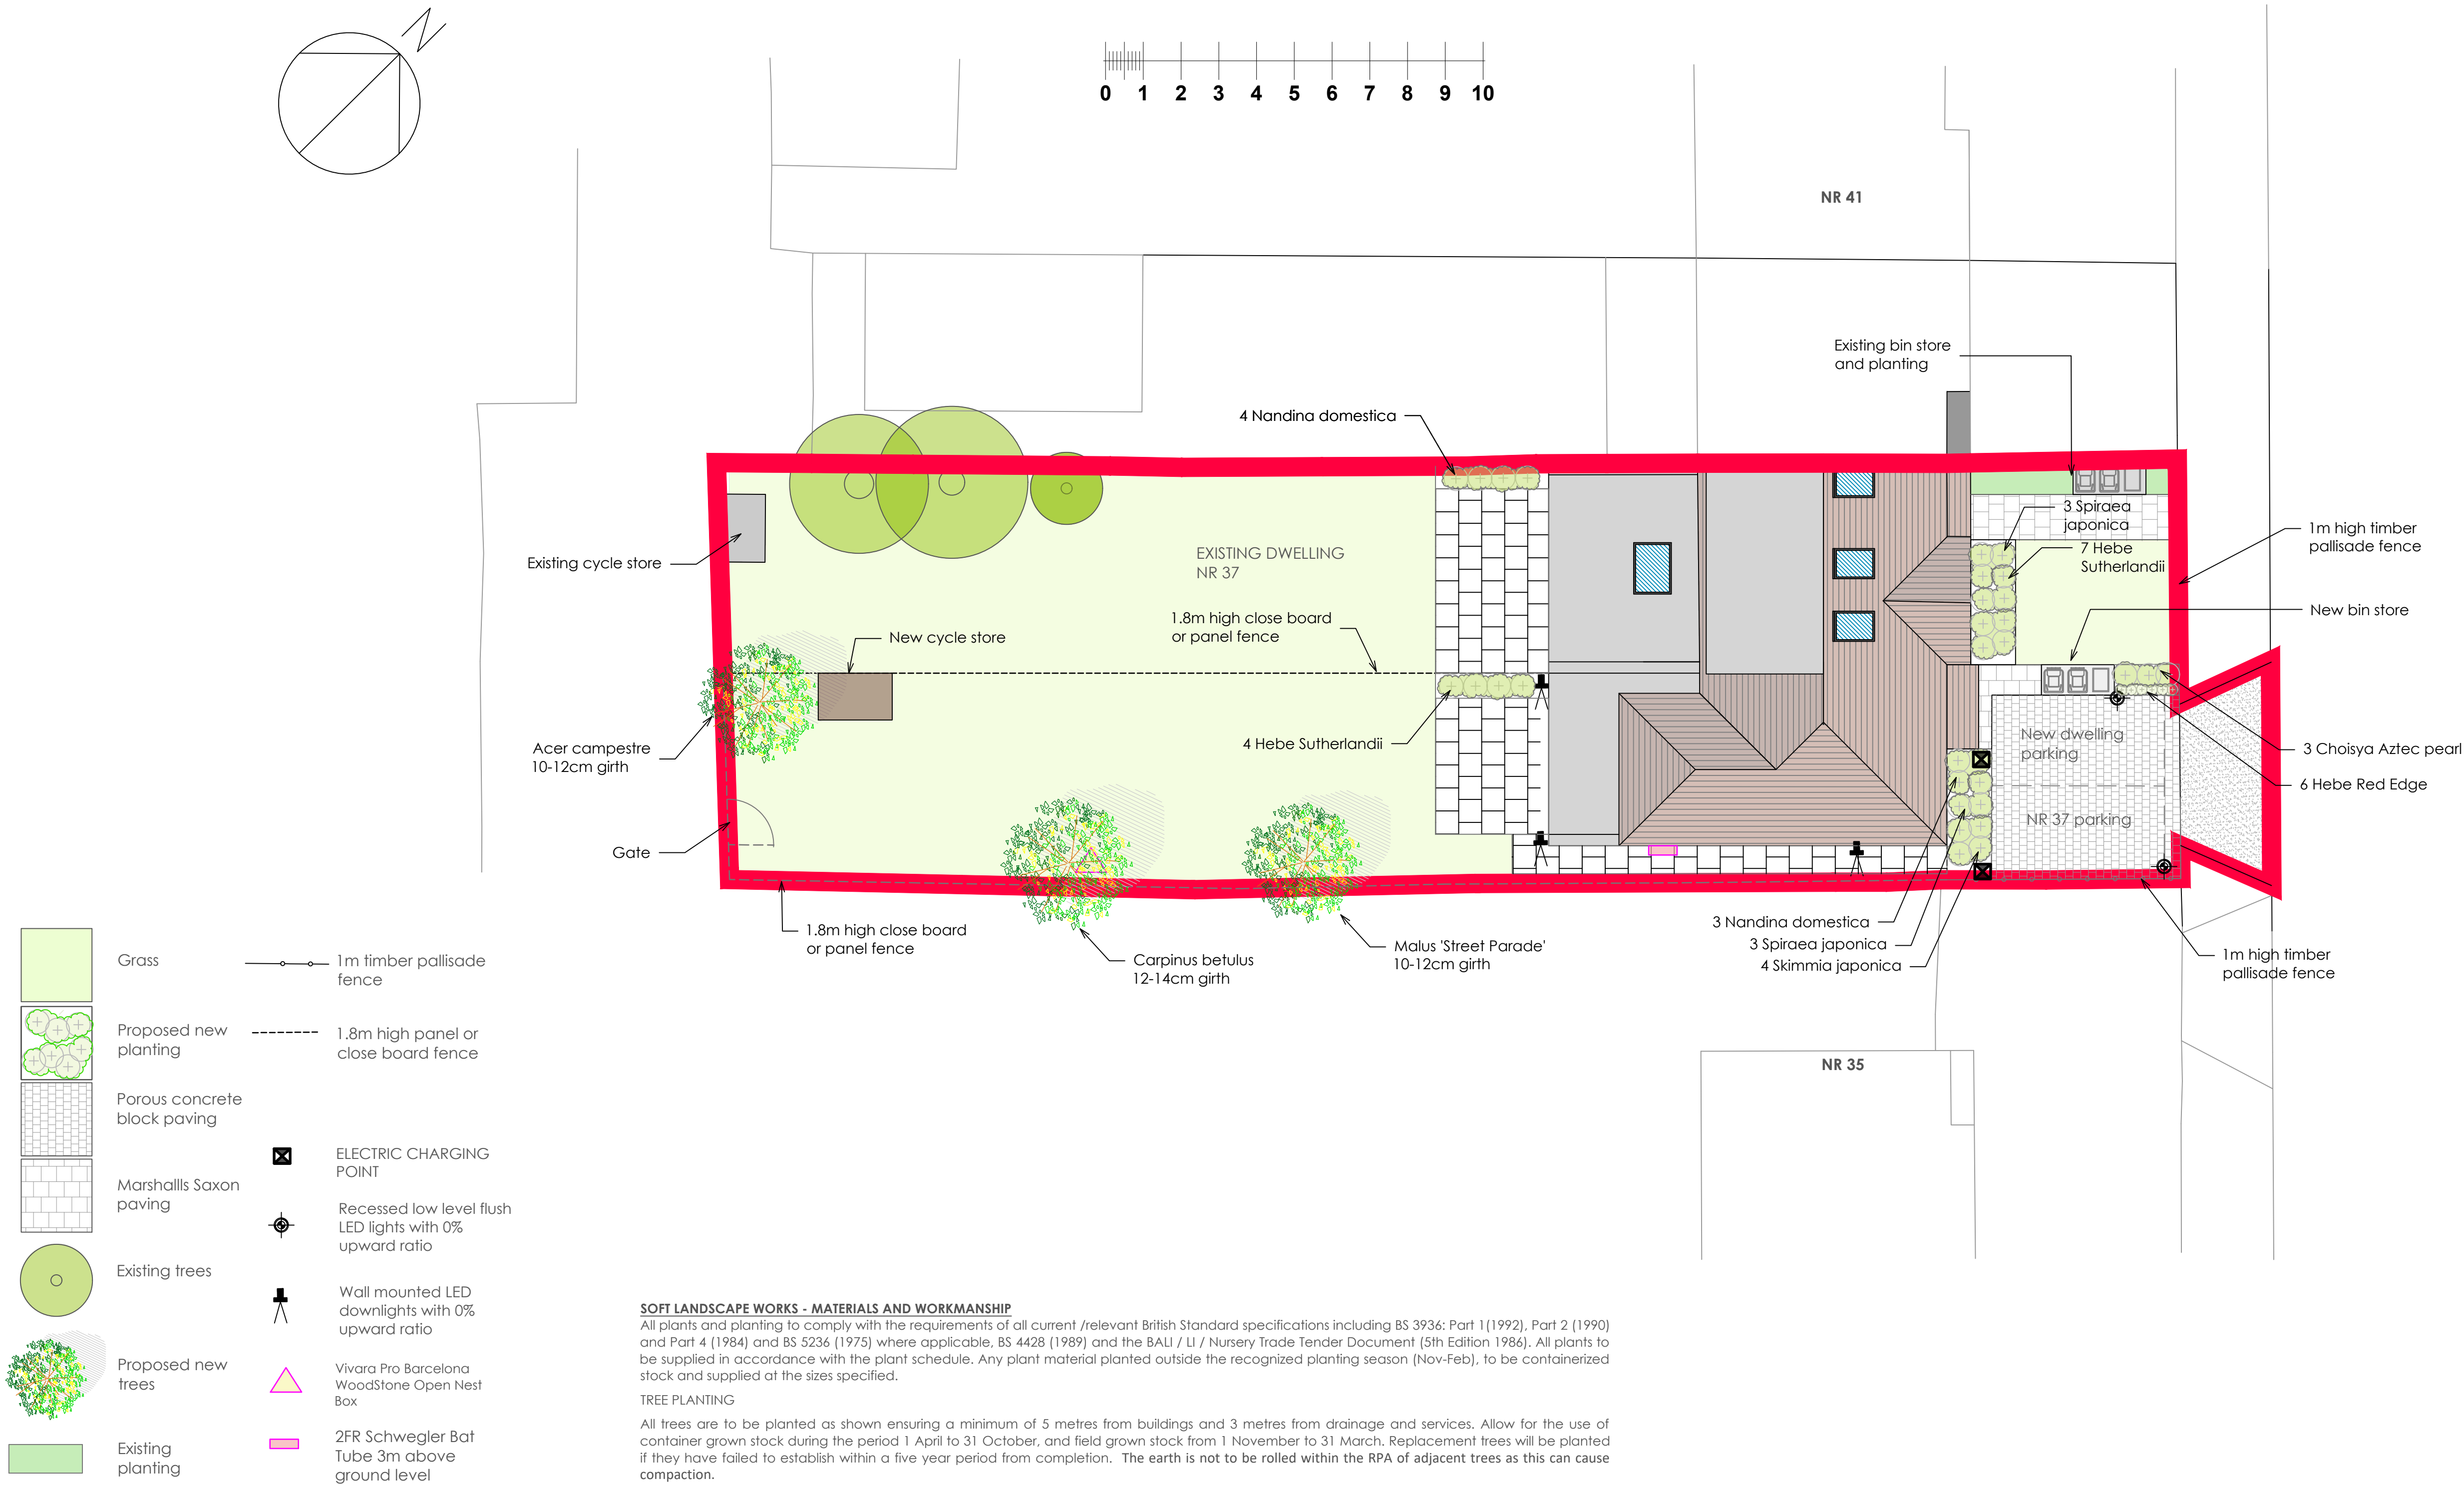 N
0 1 2 3 4 5 6 7 8 9 10
NR 41
Existing bin store
and planting
4 Nandina domestica
3 Spiraea
japonica
7 Hebe
Sutherlandii
1m high timber
pallisade fence
Existing cycle store
EXISTING DWELLING
NR 37
1.8m high close board
or panel fence
New bin store
New cycle store
Acer campestre
10-12cm girth
4 Hebe Sutherlandii
New dwelling
parking
3 Choisya Aztec pearl
6 Hebe Red Edge
NR 37 parking
Gate
1.8m high close board
or panel fence
Carpinus betulus
12-14cm girth
Malus 'Street Parade'
10-12cm girth
3 Nandina domestica
3 Spiraea japonica
4 Skimmia japonica
1m high timber
pallisade fence
NR 35
Grass
Proposed new
planting
Porous concrete
block paving
Marshallls Saxon
paving
Existing trees
Proposed new
trees
Existing
planting
1m timber pallisade
fence
1.8m high panel or
close board fence
ELECTRIC CHARGING
POINT
Recessed low level flush
LED lights with 0%
upward ratio
Wall mounted LED
downlights with 0%
upward ratio
Vivara Pro Barcelona
WoodStone Open Nest
Box
2FR Schwegler Bat
Tube 3m above
ground level
SOFT LANDSCAPE WORKS - MATERIALS AND WORKMANSHIP
All plants and planting to comply with the requirements of all current /relevant British Standard specifications including BS 3936: Part 1(1992), Part 2 (1990)
and Part 4 (1984) and BS 5236 (1975) where applicable, BS 4428 (1989) and the BALI / LI / Nursery Trade Tender Document (5th Edition 1986). All plants to
be supplied in accordance with the plant schedule. Any plant material planted outside the recognized planting season (Nov-Feb), to be containerized
stock and supplied at the sizes specified.
TREE PLANTING
All trees are to be planted as shown ensuring a minimum of 5 metres from buildings and 3 metres from drainage and services. Allow for the use of
container grown stock during the period 1 April to 31 October, and field grown stock from 1 November to 31 March. Replacement trees will be planted
if they have failed to establish within a five year period from completion. The earth is not to be rolled within the RPA of adjacent trees as this can cause
compaction.